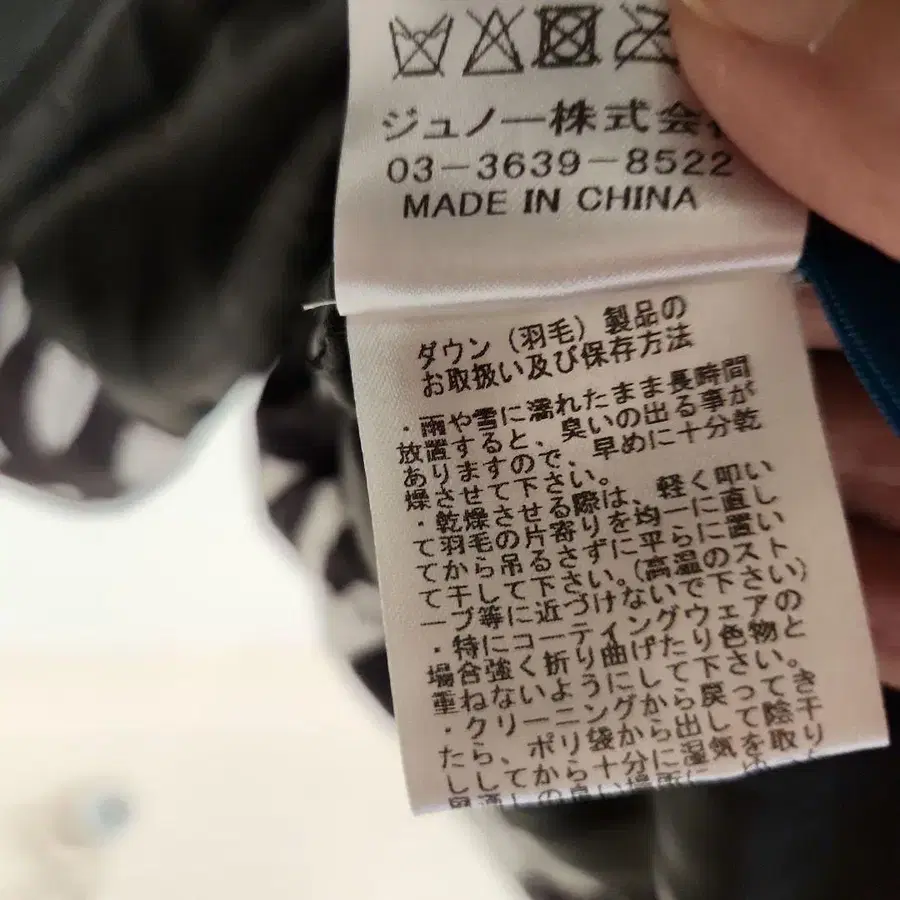 ジュノー株式会
03-3639-8522
MADE IN CHINA
ダウン（羽毛）製品の
お取扱い及び保存方法
・雨や雪に濡れたまま長時間
放置すると、臭いの出る事が
ありますので、早めに十分乾
燥させて下さい。
・乾燥させる際は、軽く叩い
て羽毛の片寄りを均一に直し
てから吊るさずに平らに置い
て干して下さい。(高温のスト
ーブ等に近づけないで下さい)
・特にコーティングウェアの
場合強く折り曲げたり色物と
重ねないようにして下さい。
・クリーニングから戻ってき
たら、ポリ袋から出して陰干
ししてから十分に湿気を取り